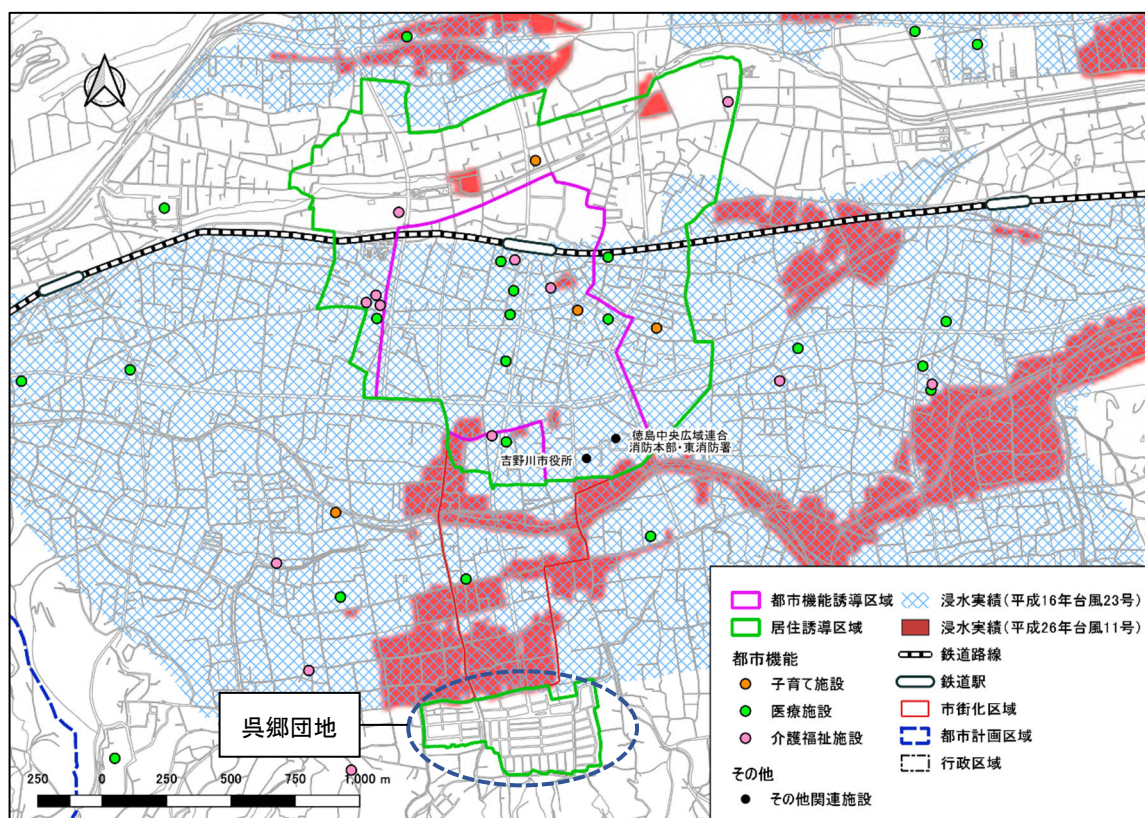 徳島中央広域連合
消防本部・東消防署
吉野川市役所
呉郷団地
250 0 250 500 750 1,000 m
都市機能誘導区域
居住誘導区域
都市機能
子育て施設
医療施設
介護福祉施設
その他
その他関連施設
浸水実績(平成16年台風23号)
浸水実績(平成26年台風11号)
鉄道路線
鉄道駅
市街化区域
都市計画区域
行政区域